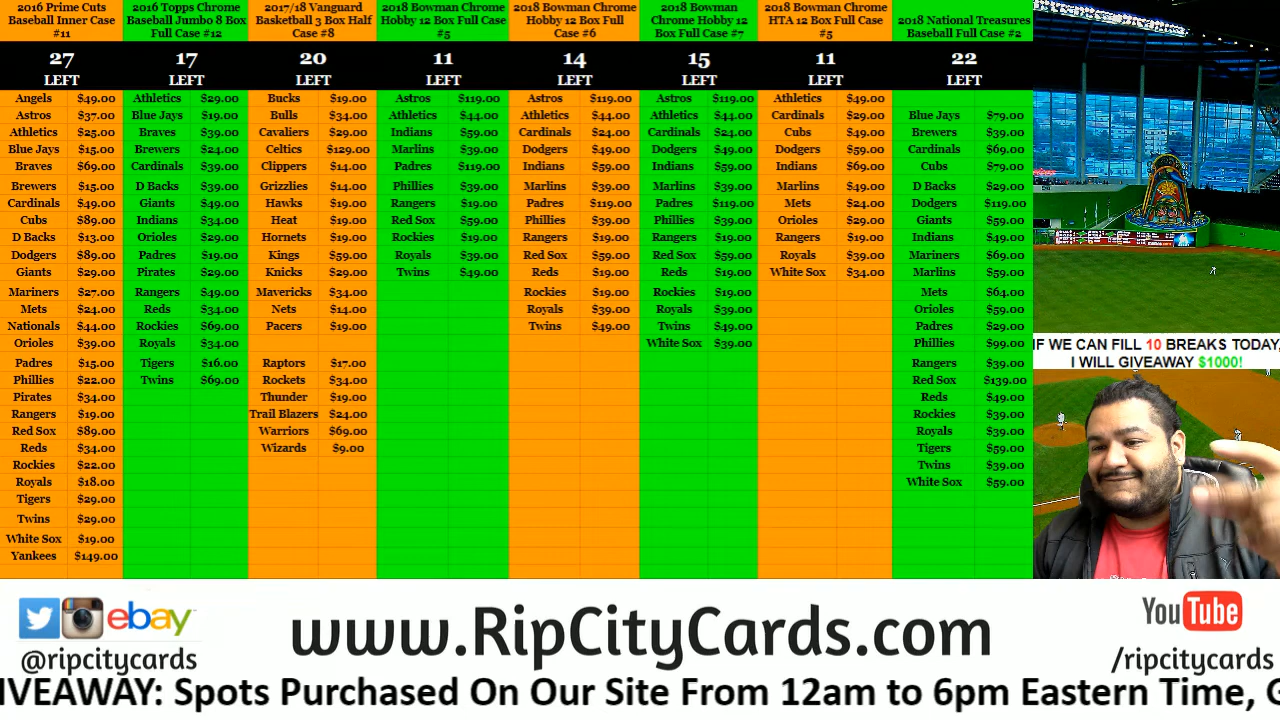 2016 Prime Cuts
Baseball Inner Case
#11
27
LEFT
Angels $49.00
Astros $37.00
Athletics $25.00
Blue Jays $15.00
Braves $69.00
Brewers $15.00
Cardinals $49.00
Cubs $89.00
D Backs $13.00
Dodgers $89.00
Giants $29.00
Mariners $27.00
Mets $24.00
Nationals $44.00
Orioles $39.00
Padres $15.00
Phillies $22.00
Pirates $34.00
Rangers $19.00
Red Sox $89.00
Reds $34.00
Rockies $22.00
Royals $18.00
Tigers $29.00
Twins $29.00
White Sox $19.00
Yankees $149.00
2016 Topps Chrome
Baseball Jumbo 8 Box
Full Case #12
17
LEFT
Athletics $29.00
Blue Jays $19.00
Braves $39.00
Brewers $24.00
Cardinals $39.00
D Backs $39.00
Giants $49.00
Indians $34.00
Orioles $29.00
Padres $19.00
Pirates $29.00
Rangers $49.00
Reds $34.00
Rockies $69.00
Royals $34.00
Tigers $16.00
Twins $69.00
2017/18 Vanguard
Basketball 3 Box Half
Case #8
20
LEFT
Bucks $19.00
Bulls $34.00
Cavaliers $29.00
Celtics $129.00
Clippers $14.00
Grizzlies $14.00
Hawks $19.00
Heat $19.00
Hornets $19.00
Kings $59.00
Knicks $29.00
Mavericks $34.00
Nets $14.00
Pacers $19.00
Raptors $17.00
Rockets $34.00
Thunder $19.00
Trail Blazers $24.00
Warriors $69.00
Wizards $9.00
2018 Bowman Chrome
Hobby 12 Box Full Case
#5
11
LEFT
Astros $119.00
Athletics $44.00
Indians $59.00
Marlins $39.00
Padres $119.00
Phillies $39.00
Rangers $19.00
Red Sox $59.00
Rockies $19.00
Royals $39.00
Twins $49.00
2018 Bowman Chrome
Hobby 12 Box Full
Case #6
14
LEFT
Astros $119.00
Athletics $44.00
Cardinals $24.00
Dodgers $49.00
Indians $59.00
Marlins $39.00
Padres $119.00
Phillies $39.00
Rangers $19.00
Red Sox $59.00
Reds $19.00
Rockies $19.00
Royals $39.00
Twins $49.00
2018 Bowman
Chrome Hobby 12
Box Full Case #7
15
LEFT
Astros $119.00
Athletics $44.00
Cardinals $24.00
Dodgers $49.00
Indians $59.00
Marlins $39.00
Padres $119.00
Phillies $39.00
Rangers $19.00
Red Sox $59.00
Reds $19.00
Rockies $19.00
Royals $39.00
Twins $49.00
White Sox $39.00
2018 Bowman Chrome
HTA 12 Box Full Case
#5
11
LEFT
Athletics $49.00
Cardinals $29.00
Cubs $49.00
Dodgers $59.00
Indians $69.00
Marlins $49.00
Mets $24.00
Orioles $29.00
Rangers $19.00
Royals $39.00
White Sox $34.00
2018 National Treasures
Baseball Full Case #2
22
LEFT
Blue Jays $79.00
Brewers $39.00
Cardinals $69.00
Cubs $79.00
D Backs $29.00
Dodgers $119.00
Giants $59.00
Indians $49.00
Mariners $69.00
Marlins $59.00
Mets $64.00
Orioles $59.00
Padres $29.00
Phillies $99.00
Rangers $39.00
Red Sox $139.00
Reds $49.00
Rockies $39.00
Royals $39.00
Tigers $59.00
Twins $39.00
White Sox $59.00
IF WE CAN FILL 10 BREAKS TODAY,
I WILL GIVEAWAY $1000!
ebay
@ripcitycards
www.RipCityCards.com
YouTube
/ripcitycards
IVEAWAY: Spots Purchased On Our Site From 12am to 6pm Eastern Time, G